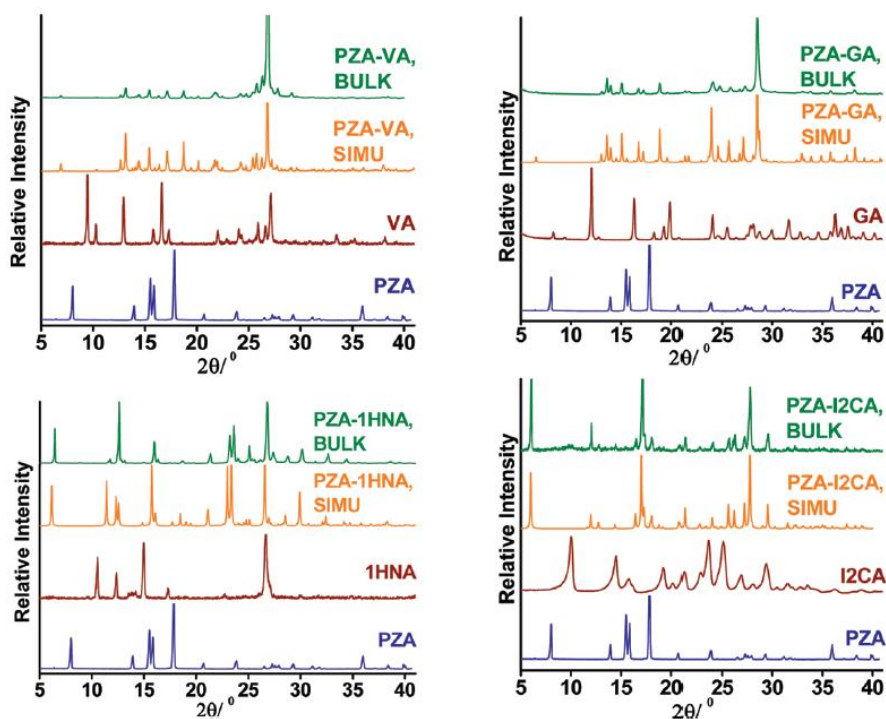 Relative Intensity
PZA-VA,
BULK
PZA-VA,
SIMU
VA
PZA
5 10 15 20 25 30 35 40
2θ/°
Relative Intensity
PZA-GA,
BULK
PZA-GA,
SIMU
GA
PZA
5 10 15 20 25 30 35 40
2θ/°
Relative Intensity
PZA-1HNA,
BULK
PZA-1HNA,
SIMU
1HNA
PZA
5 10 15 20 25 30 35 40
2θ/°
Relative Intensity
PZA-I2CA,
BULK
PZA-I2CA,
SIMU
I2CA
PZA
5 10 15 20 25 30 35 40
2θ/°